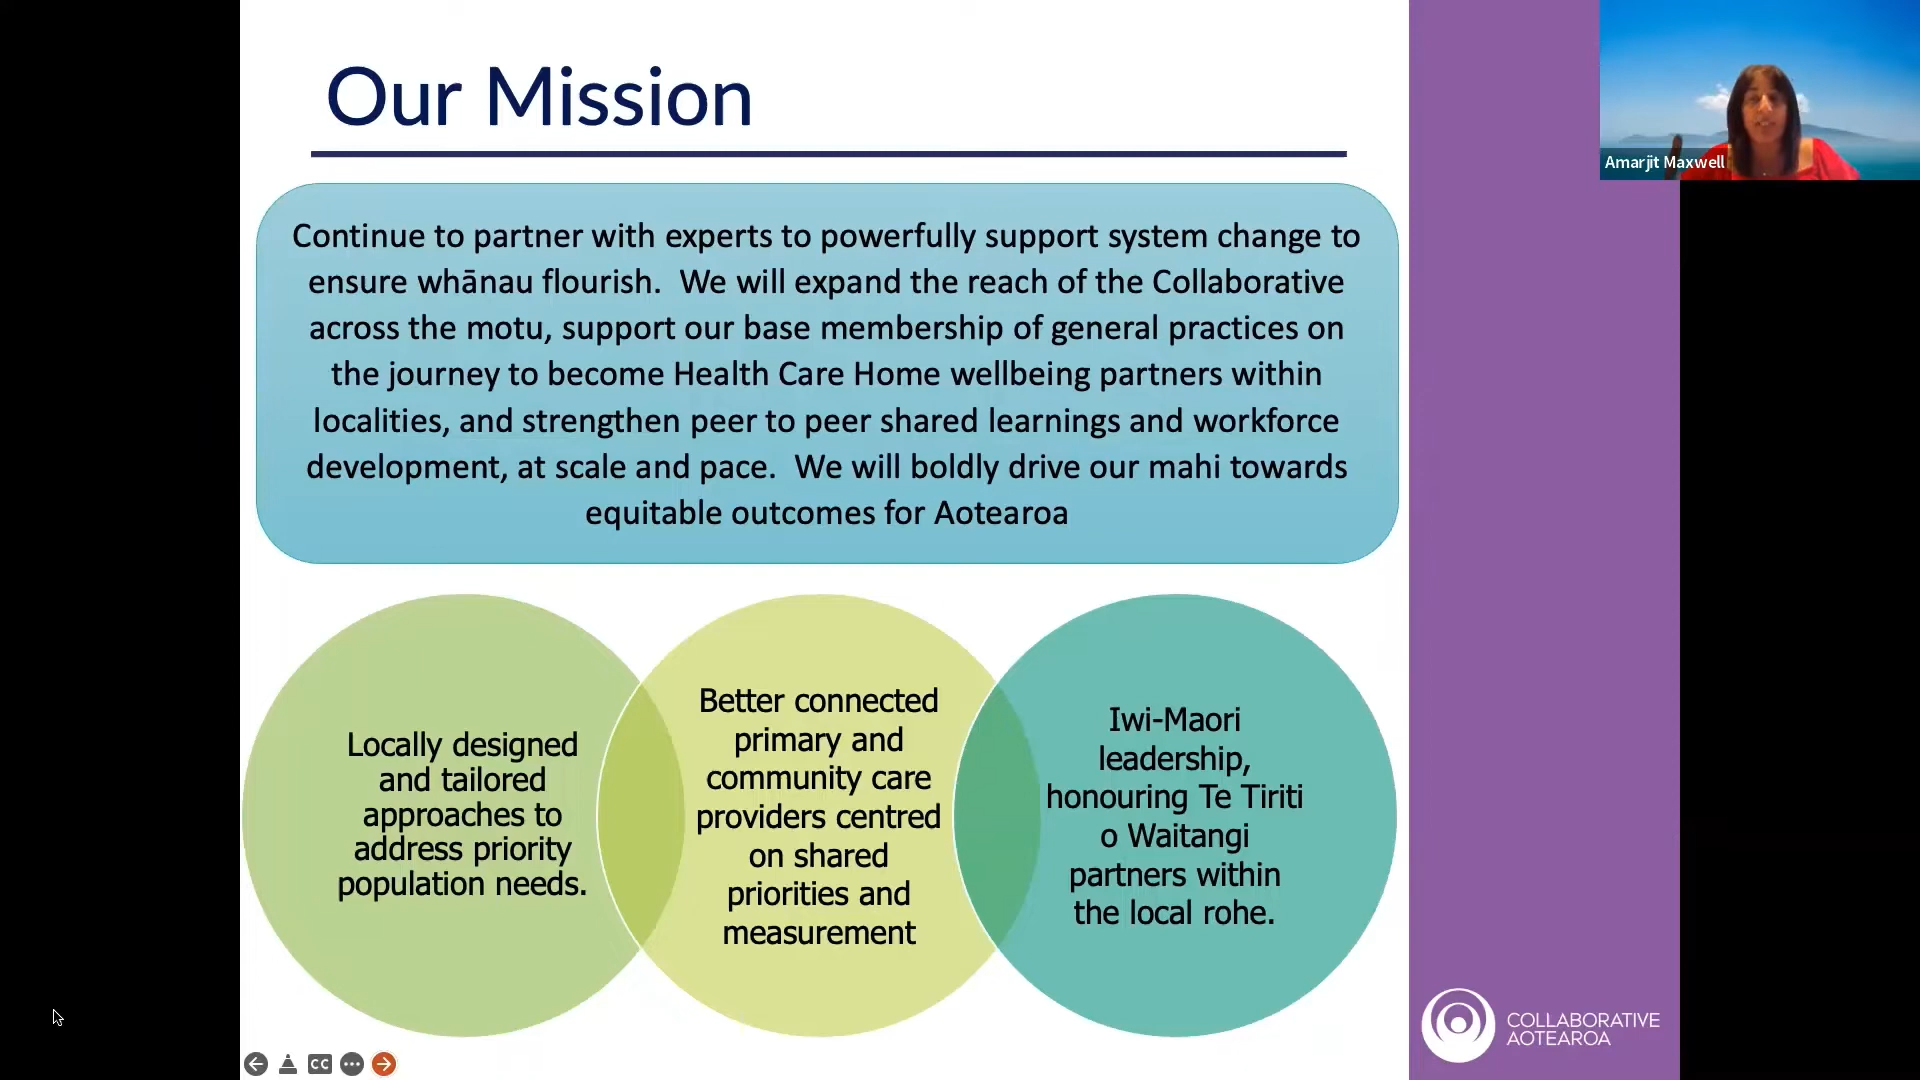 Our Mission
Continue to partner with experts to powerfully support system change to
ensure whānau flourish.  We will expand the reach of the Collaborative
across the motu, support our base membership of general practices on
the journey to become Health Care Home wellbeing partners within
localities, and strengthen peer to peer shared learnings and workforce
development, at scale and pace.  We will boldly drive our mahi towards
equitable outcomes for Aotearoa
Locally designed
and tailored
approaches to
address priority
population needs.
Better connected
primary and
community care
providers centred
on shared
priorities and
measurement
Iwi-Maori
leadership,
honouring Te Tiriti
o Waitangi
partners within
the local rohe.
Amarjit Maxwell
COLLABORATIVE
AOTEAROA
CC